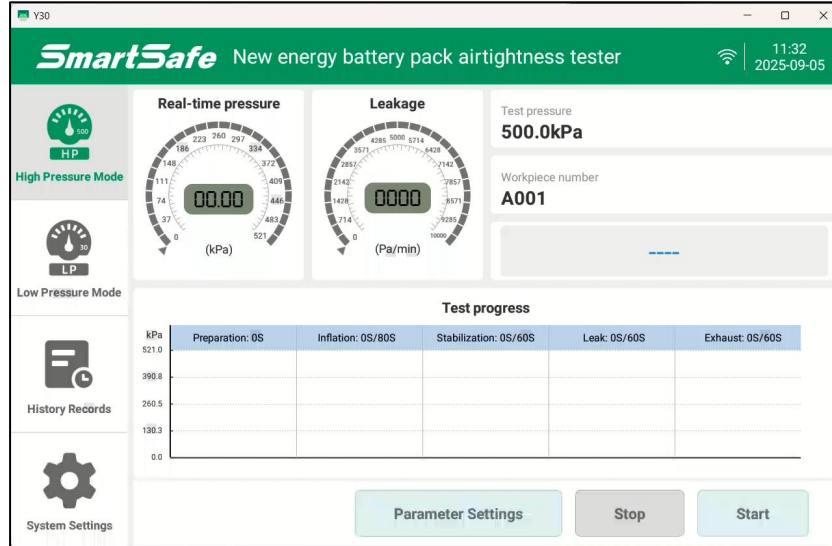 Y30
SmartSafe New energy battery pack airtightness tester
11:32
2025-09-05
500
HP
High Pressure Mode
30
LP
Low Pressure Mode
History Records
System Settings
Real-time pressure
0 37 74 111 148 186 223 260 297 334 372 409 446 483 521
00.00
(kPa)
Leakage
0 714 1428 2142 2857 3571 4285 5000 5714 6428 7142 7857 8571 9285 10000
0000
(Pa/min)
Test pressure
500.0kPa
Workpiece number
A001
----
Test progress
kPa
Preparation: 0S Inflation: 0S/80S Stabilization: 0S/60S Leak: 0S/60S Exhaust: 0S/60S
521.0
390.8
260.5
130.3
0.0
Parameter Settings Stop Start